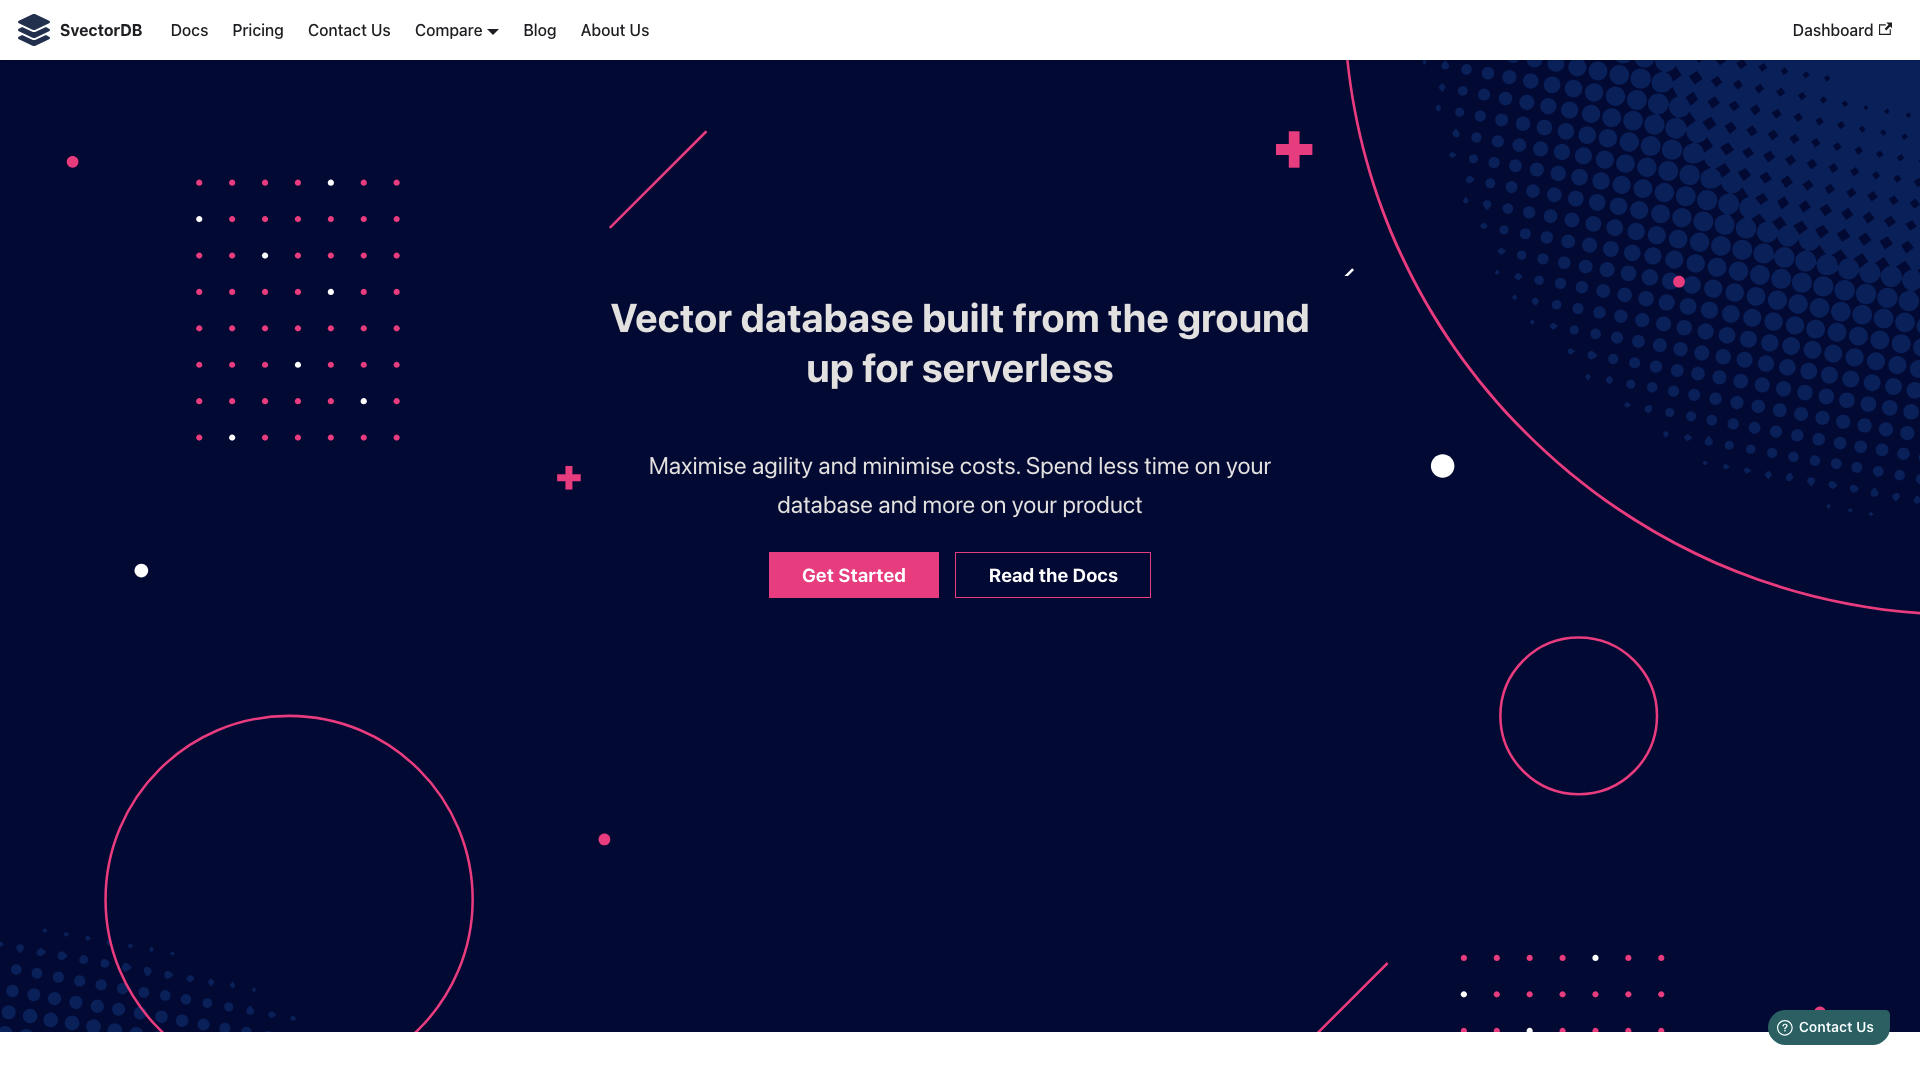 SvectorDB
Docs
Pricing
Contact Us
Compare
Blog
About Us
Dashboard
Vector database built from the ground
up for serverless
Maximise agility and minimise costs. Spend less time on your
database and more on your product
Get Started
Read the Docs
Contact Us